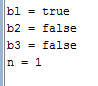 b1 = true
b2 = false
b3 = false
n = 1